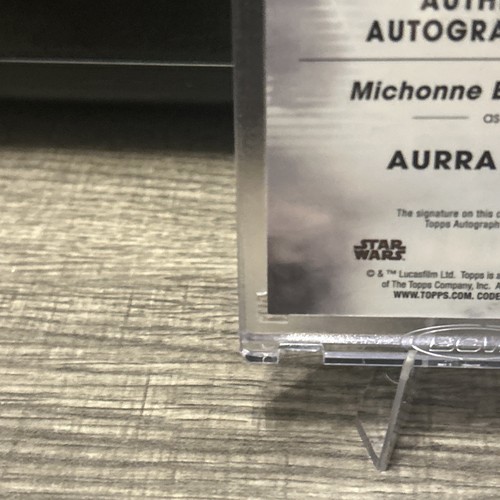 AUTH
AUTOGRA
Michonne B
as
AURRA
The signature on this c
Topps Autograph
STAR
WARS
© & ™ Lucasfilm Ltd. Topps is a
of The Topps Company, Inc. A
WWW.TOPPS.COM. CODE